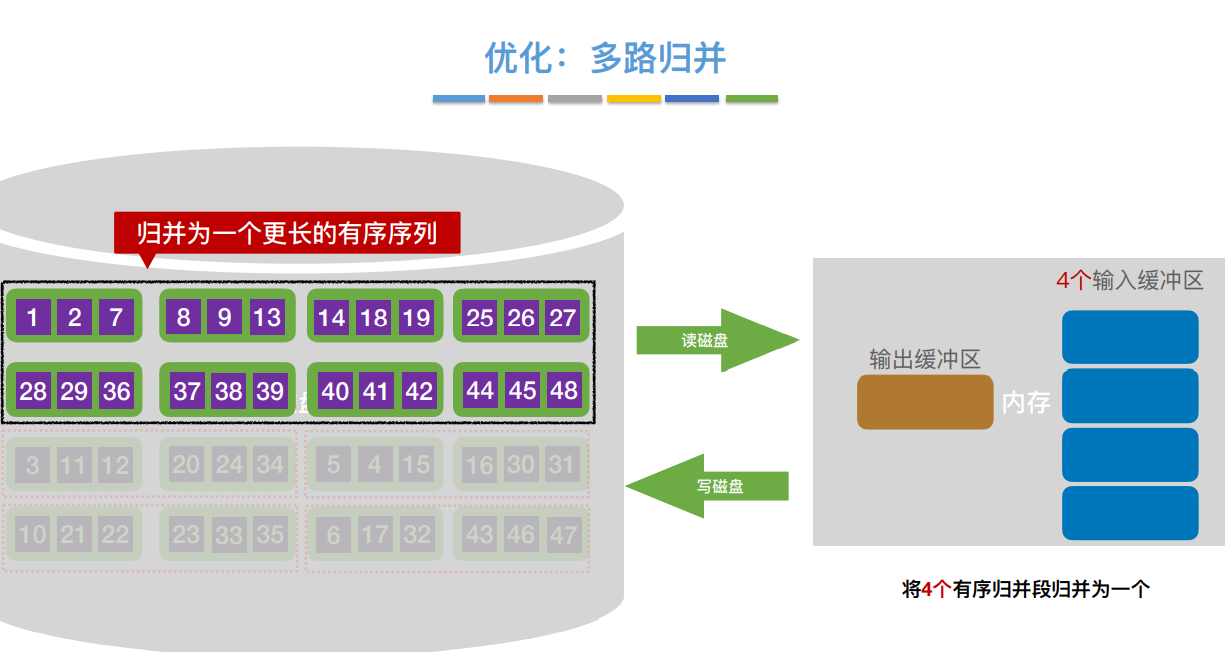 优化：多路归并
归并为一个更长的有序序列
1 2 7 8 9 13 14 18 19 25 26 27
28 29 36 37 38 39 40 41 42 44 45 48
3 11 12 20 24 34 5 4 15 16 30 31
10 21 22 23 33 35 6 17 32 43 46 47
读磁盘
写磁盘
4个输入缓冲区
输出缓冲区
内存
将4个有序归并段归并为一个